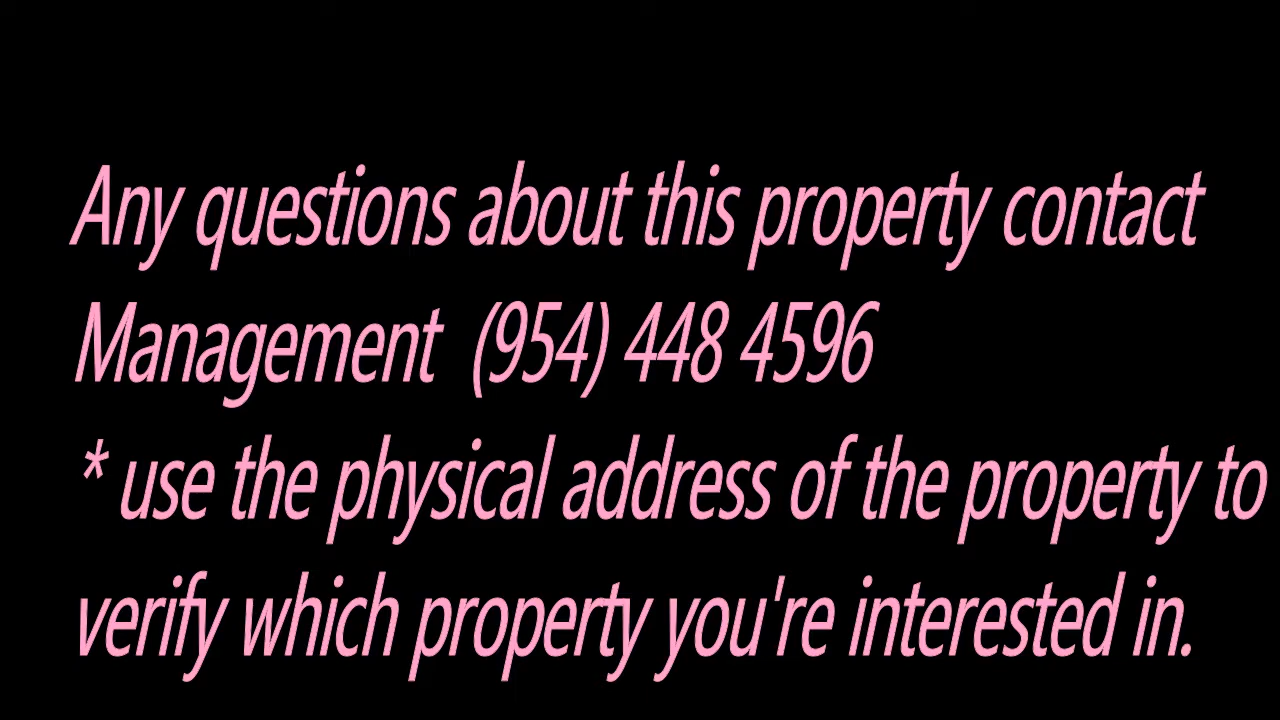 Any questions about this property contact
Management (954) 448 4596
* use the physical address of the property to
verify which property you're interested in.